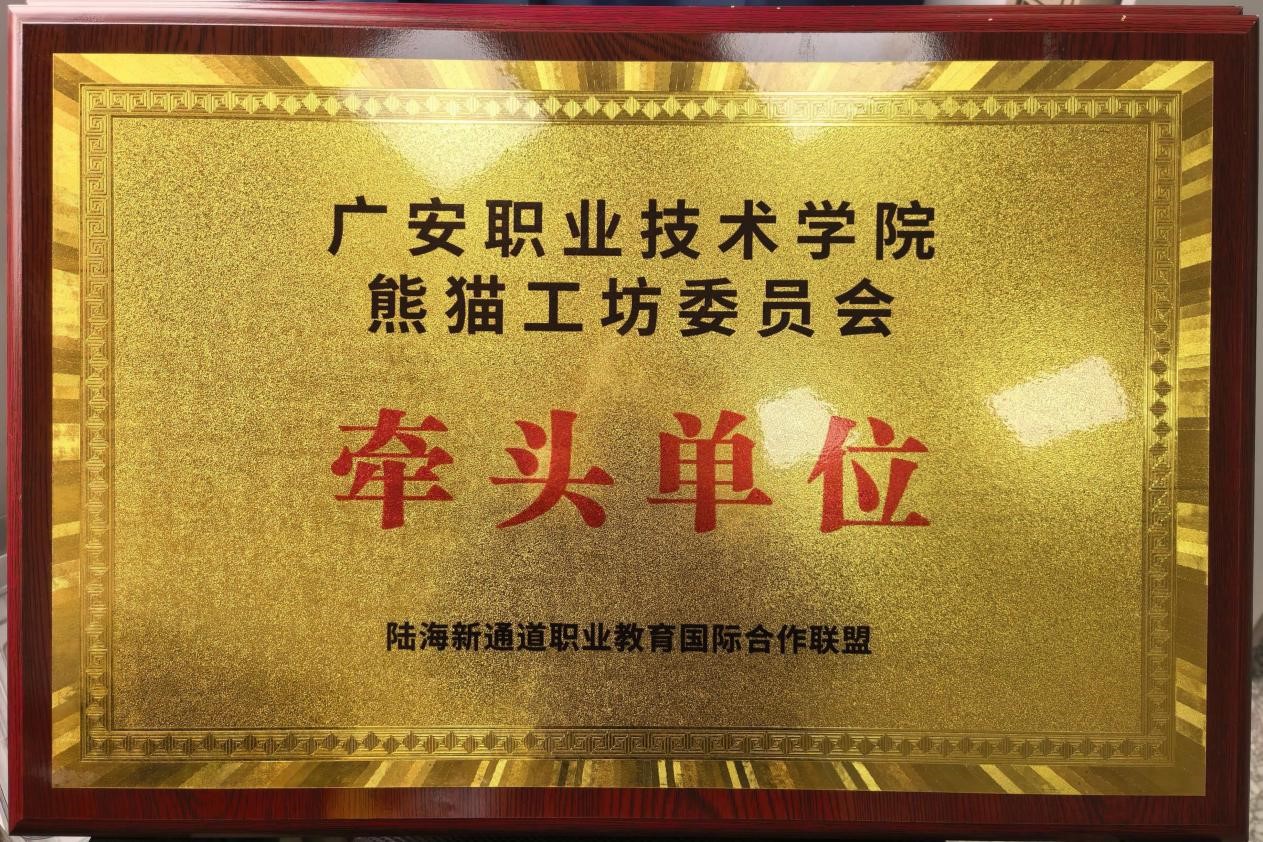 广安职业技术学院
熊猫工坊委员会
牵头单位
陆海新通道职业教育国际合作联盟